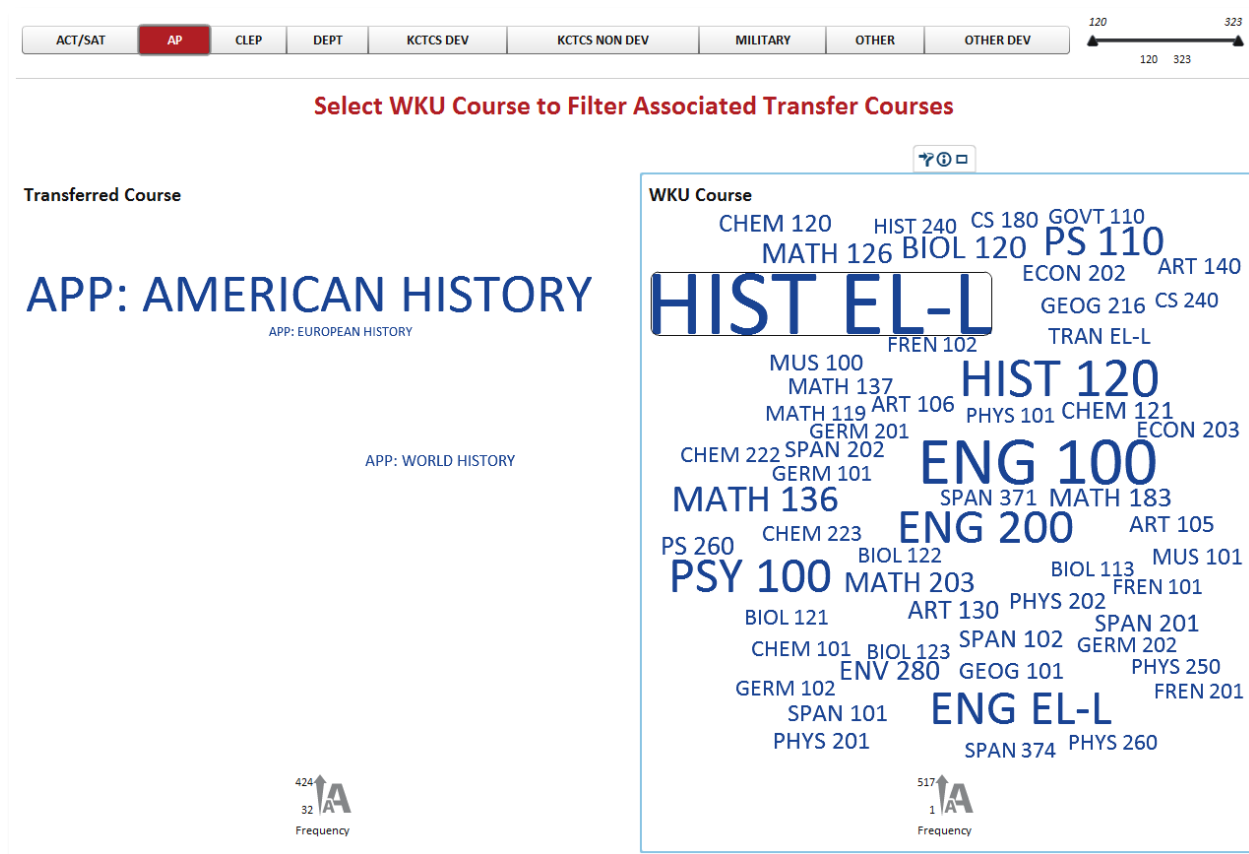 120 323
ACT/SAT AP CLEP DEPT KCTCS DEV KCTCS NON DEV MILITARY OTHER OTHER DEV
120 323
Select WKU Course to Filter Associated Transfer Courses
Transferred Course
APP: AMERICAN HISTORY
APP: EUROPEAN HISTORY
APP: WORLD HISTORY
424
32
Frequency
WKU Course
CHEM 120 HIST 240 CS 180 GOVT 110
MATH 126 BIOL 120 PS 110
ECON 202 ART 140
HIST EL-L GEOG 216 CS 240
FREN 102 TRAN EL-L
MUS 100 HIST 120
MATH 137
MATH 119 ART 106 PHYS 101 CHEM 121
GERM 201 ECON 203
CHEM 222 SPAN 202 ENG 100
GERM 101
MATH 136 SPAN 371 MATH 183
CHEM 223 ENG 200 ART 105
PS 260 BIOL 122 MUS 101
PSY 100 MATH 203 BIOL 113 FREN 101
BIOL 121 ART 130 PHYS 202
SPAN 201
CHEM 101 BIOL 123 SPAN 102 GERM 202
ENV 280 GEOG 101 PHYS 250
GERM 102 FREN 201
SPAN 101 ENG EL-L
PHYS 201 SPAN 374 PHYS 260
517
1
Frequency